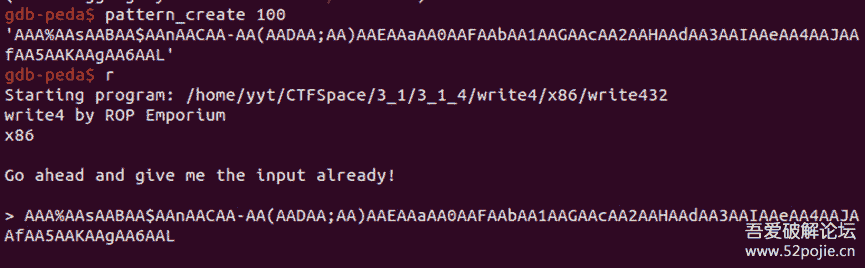 gdb-peda$ pattern_create 100
'AAA%AAsAABAA$AAnAACAA-AA(AADAA;AA)AAEAAaAA0AAFAAbAA1AAGAAcAA2AAHAAdAA3AAIAAeAA4AAJAA
fAA5AAKAAgAA6AAL'
gdb-peda$ r
Starting program: /home/yyt/CTFSpace/3_1/3_1_4/write4/x86/write432
write4 by ROP Emporium
x86
Go ahead and give me the input already!
> AAA%AAsAABAA$AAnAACAA-AA(AADAA;AA)AAEAAaAA0AAFAAbAA1AAGAAcAA2AAHAAdAA3AAIAAeAA4AAJA
AfAA5AAKAAgAA6AAL
吾爱破解论坛
www.52pojie.cn